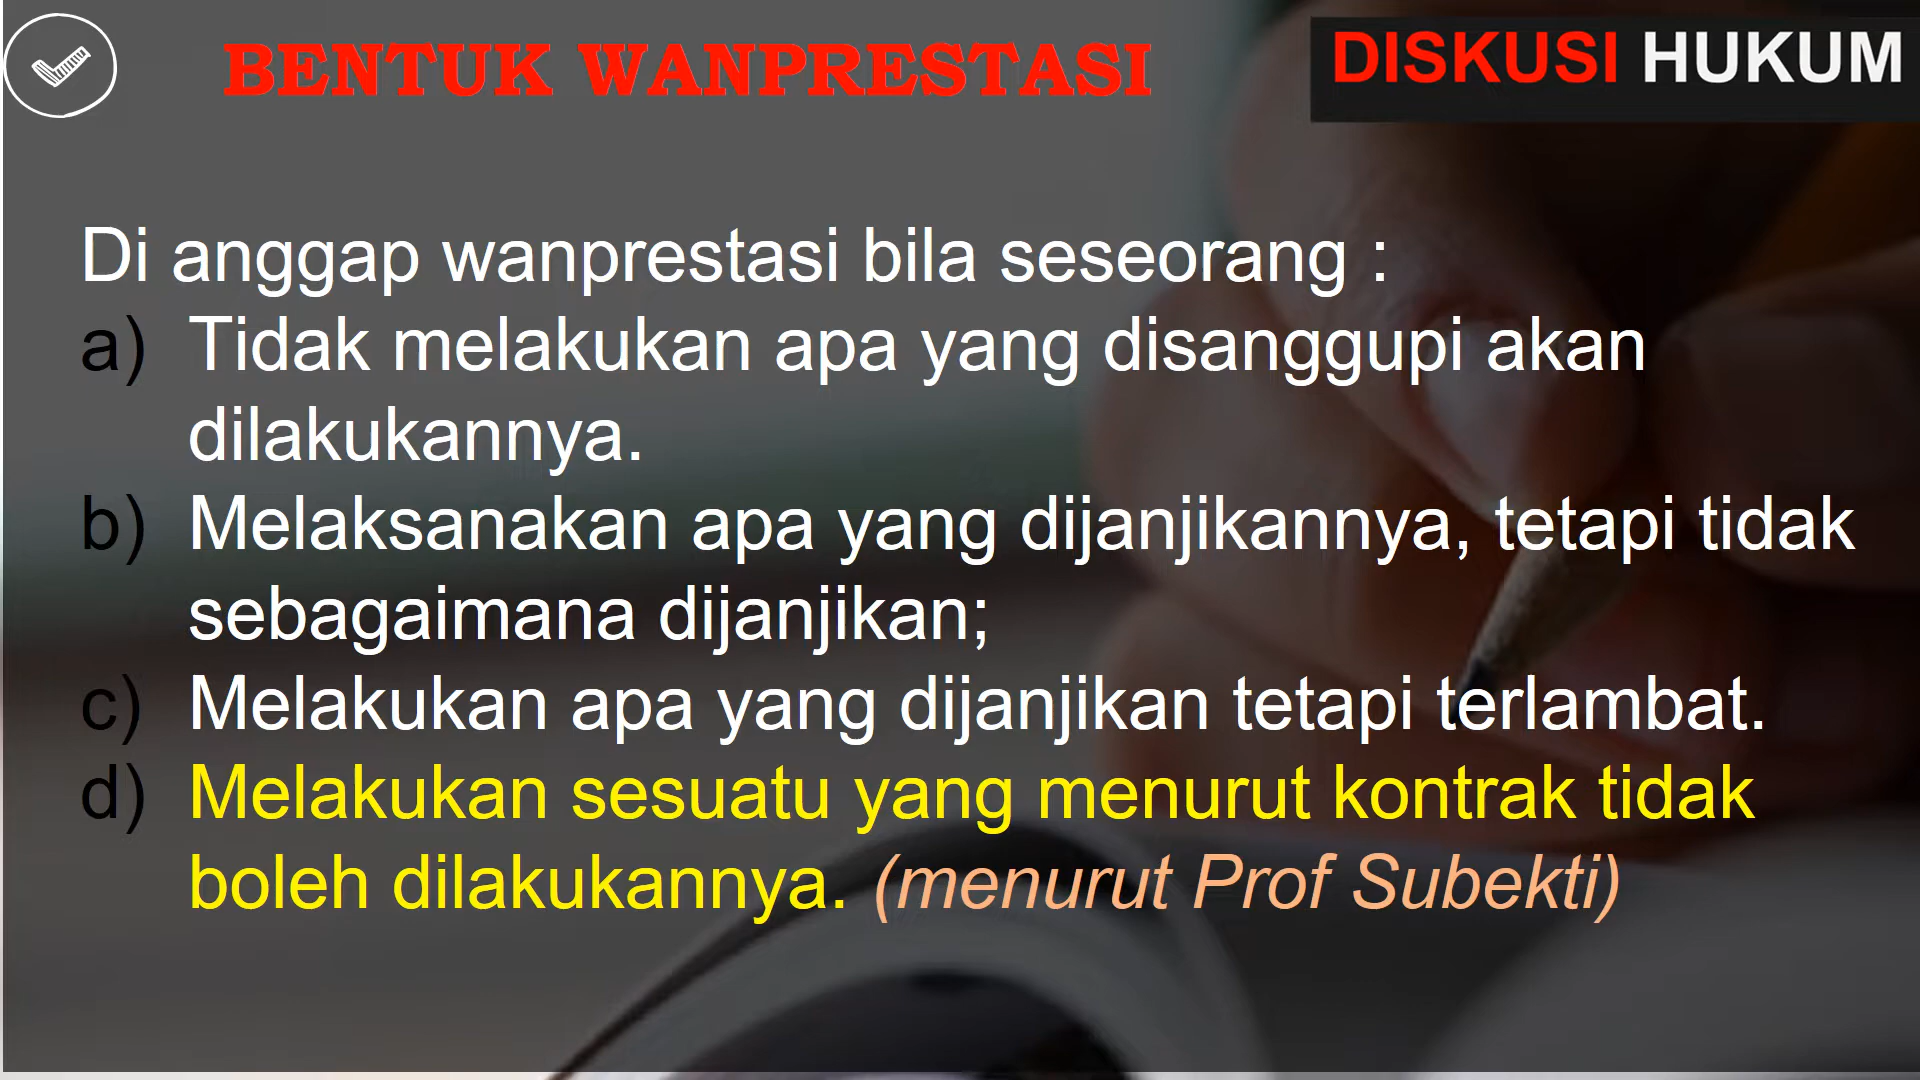 BENTUK WANPRESTASI
DISKUSI HUKUM
Di anggap wanprestasi bila seseorang :
a) Tidak melakukan apa yang disanggupi akan
dilakukannya.
b) Melaksanakan apa yang dijanjikannya, tetapi tidak
sebagaimana dijanjikan;
c) Melakukan apa yang dijanjikan tetapi terlambat.
d) Melakukan sesuatu yang menurut kontrak tidak
boleh dilakukannya. (menurut Prof Subekti)